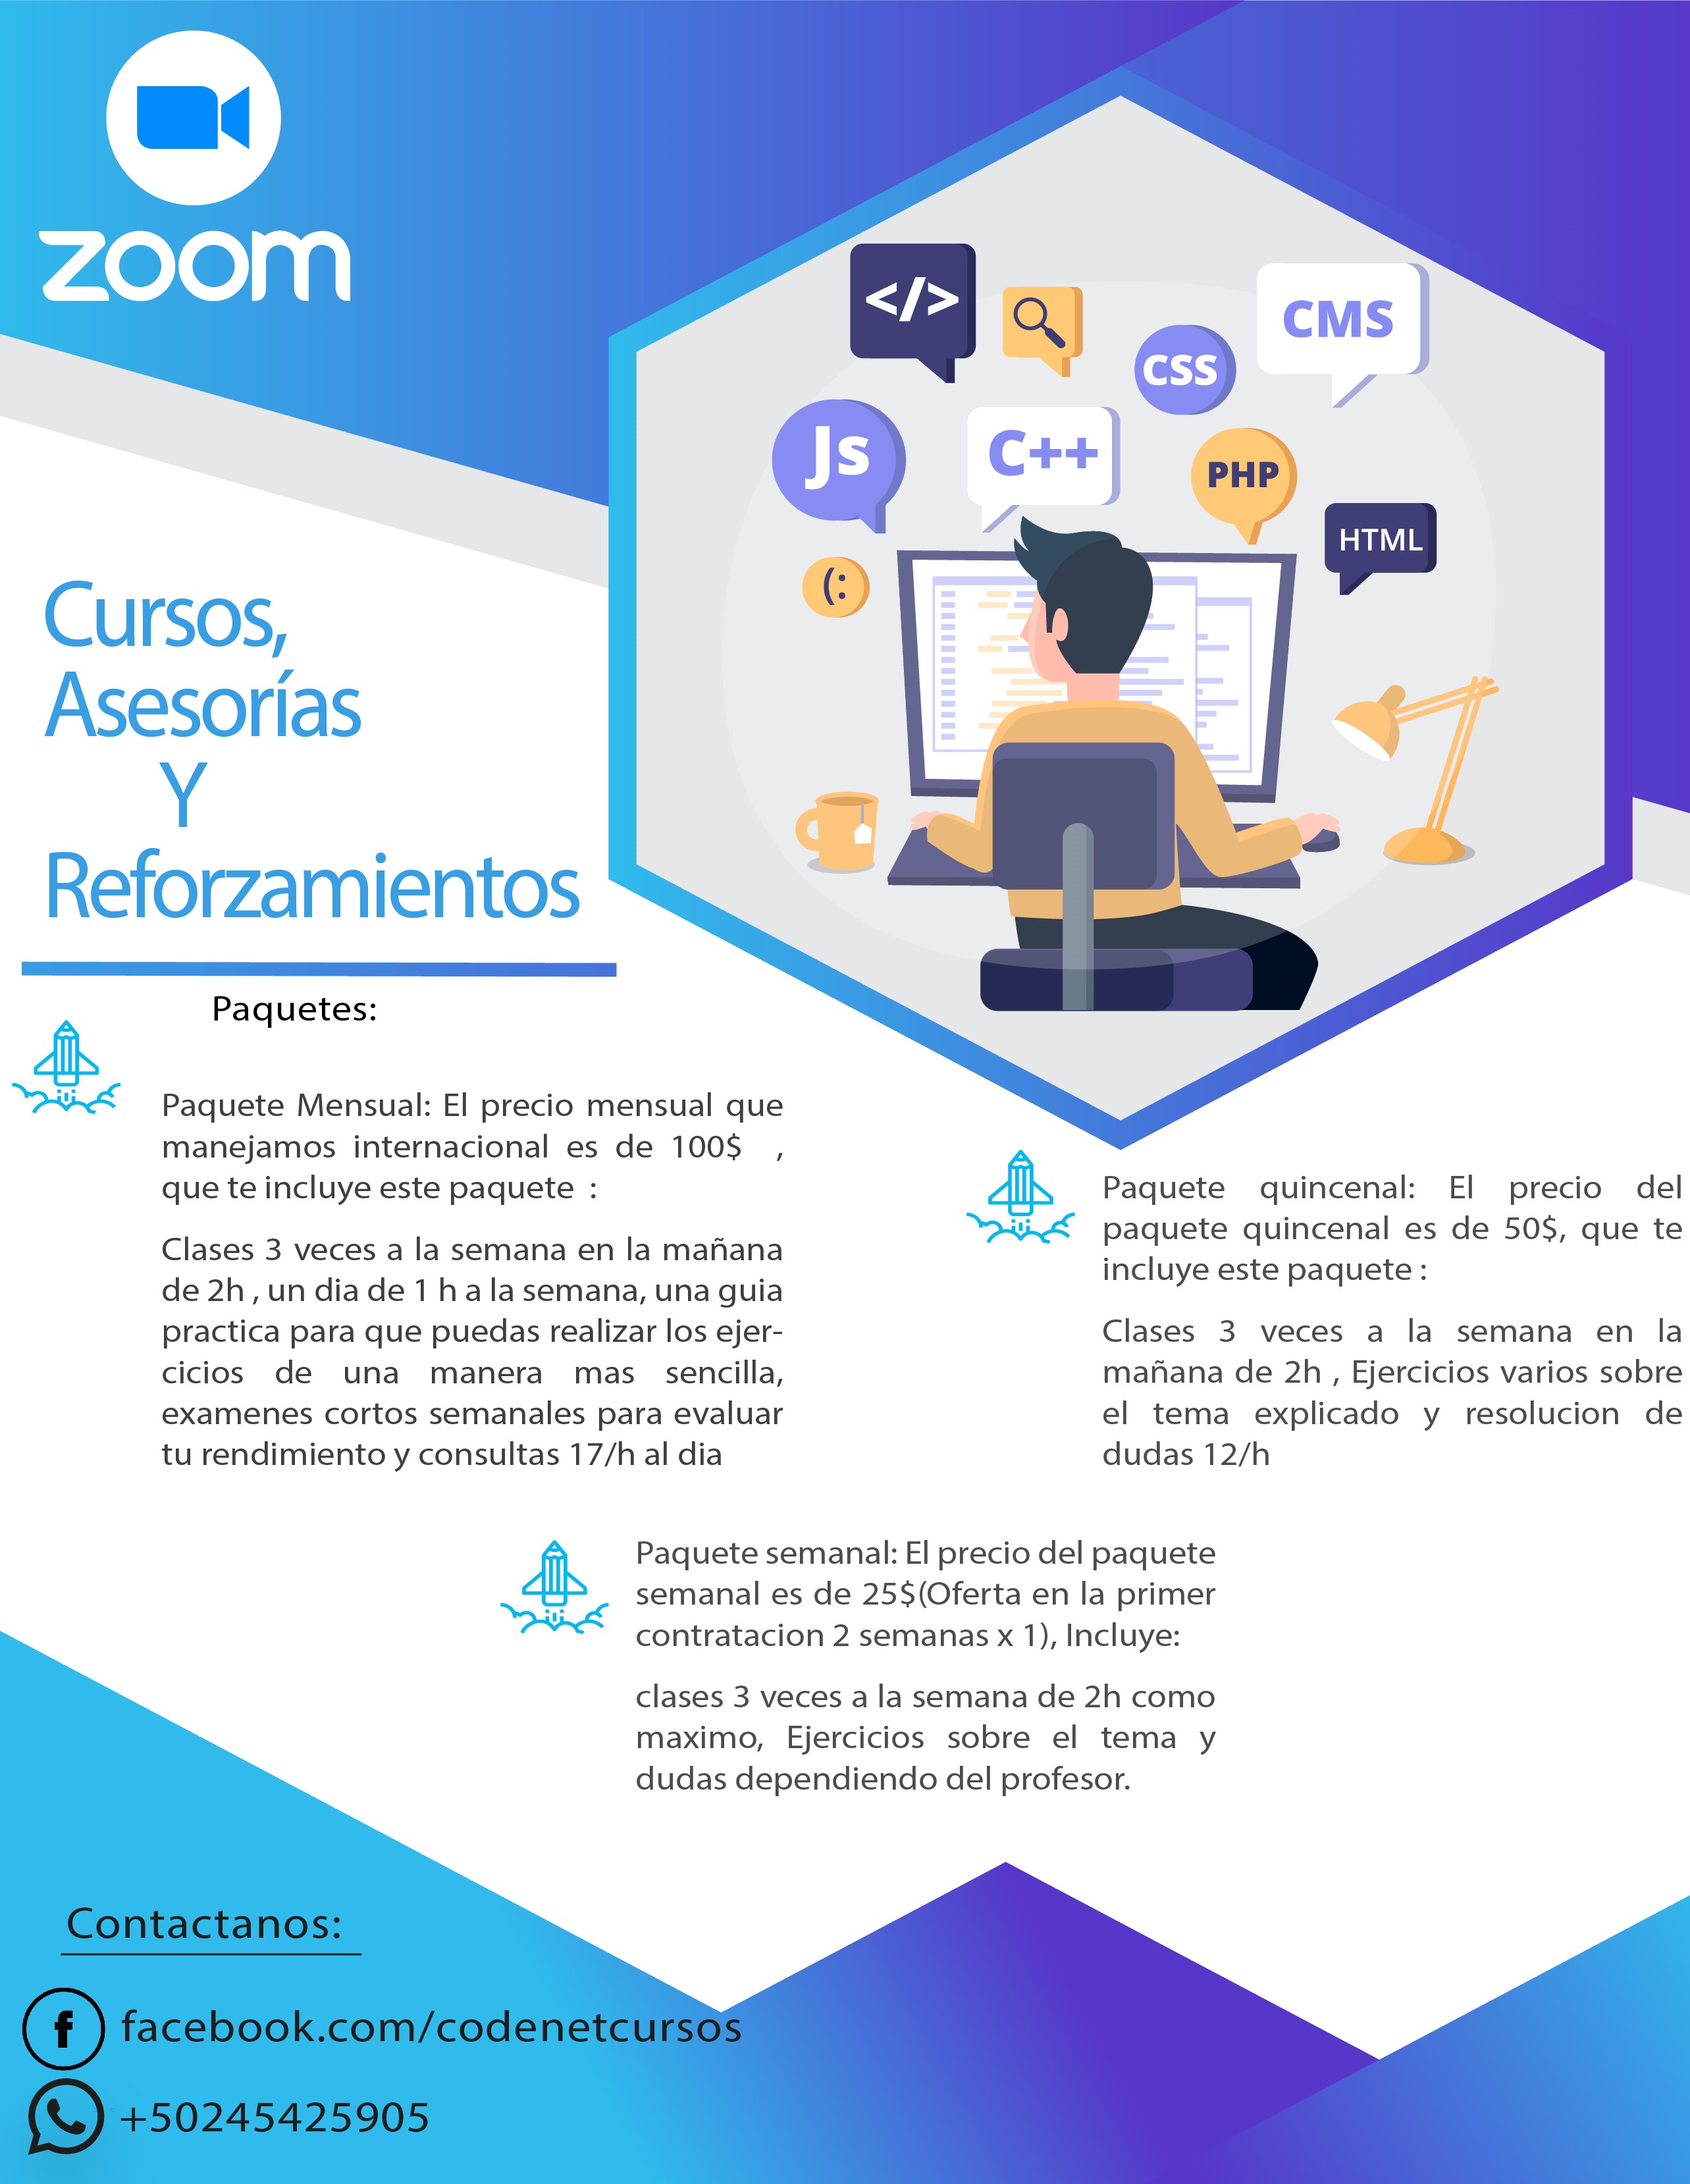 zoom
</>
CMS
CSS
Js
C++
PHP
HTML
(:
Cursos,
Asesorías
Y
Reforzamientos
Paquetes:
Paquete Mensual: El precio mensual que
manejamos internacional es de 100$ ,
que te incluye este paquete :
Clases 3 veces a la semana en la mañana
de 2h , un dia de 1 h a la semana, una guia
practica para que puedas realizar los ejer-
cicios de una manera mas sencilla,
examenes cortos semanales para evaluar
tu rendimiento y consultas 17/h al dia
Paquete quincenal: El precio del
paquete quincenal es de 50$, que te
incluye este paquete :
Clases 3 veces a la semana en la
mañana de 2h , Ejercicios varios sobre
el tema explicado y resolucion de
dudas 12/h
Paquete semanal: El precio del paquete
semanal es de 25$(Oferta en la primer
contratacion 2 semanas x 1), Incluye:
clases 3 veces a la semana de 2h como
maximo, Ejercicios sobre el tema y
dudas dependiendo del profesor.
Contactanos:
facebook.com/codenetcursos
+50245425905